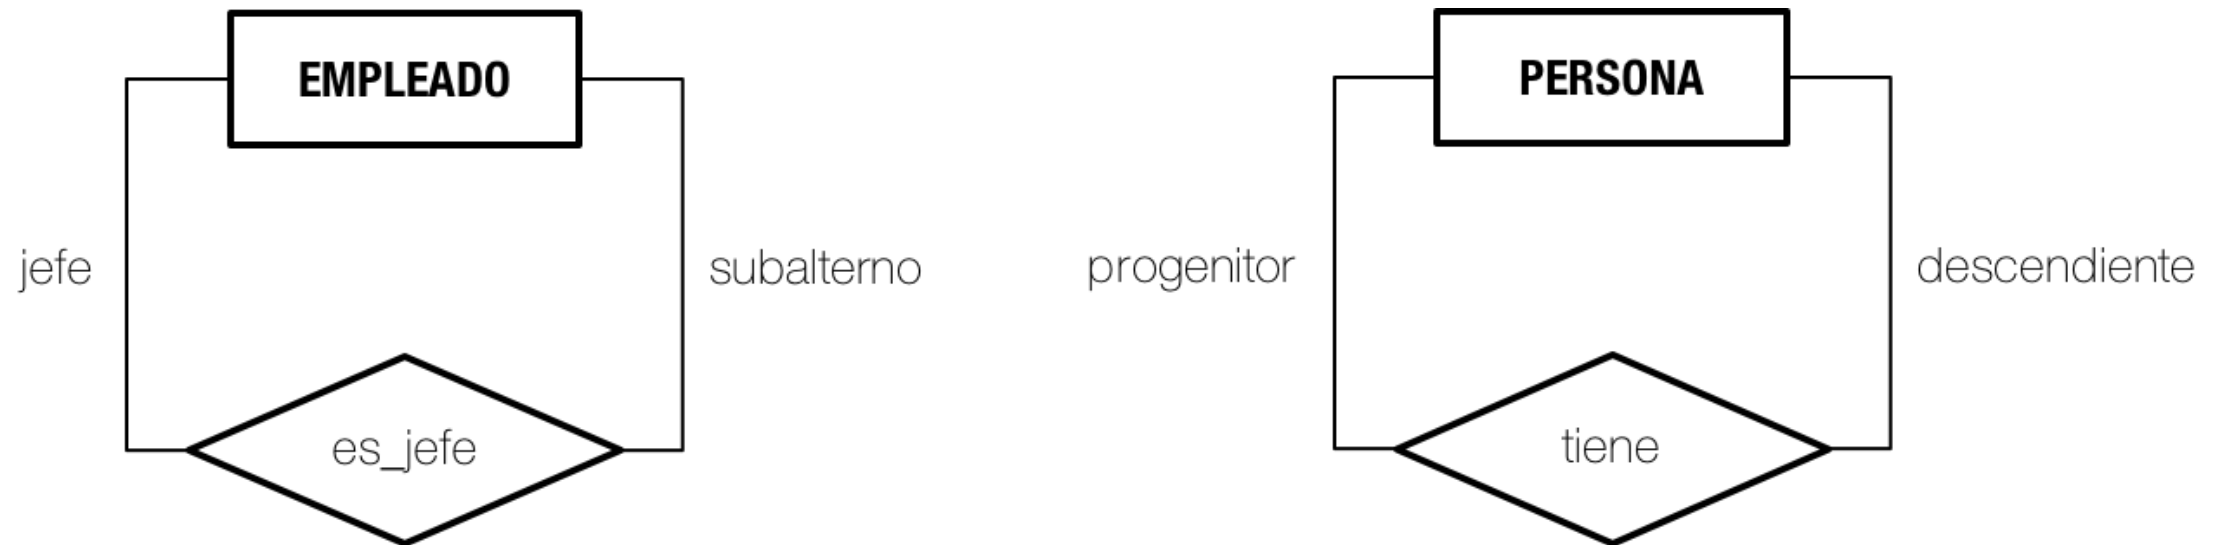 EMPLEADO
jefe
subalterno
es_jefe
PERSONA
progenitor
descendiente
tiene